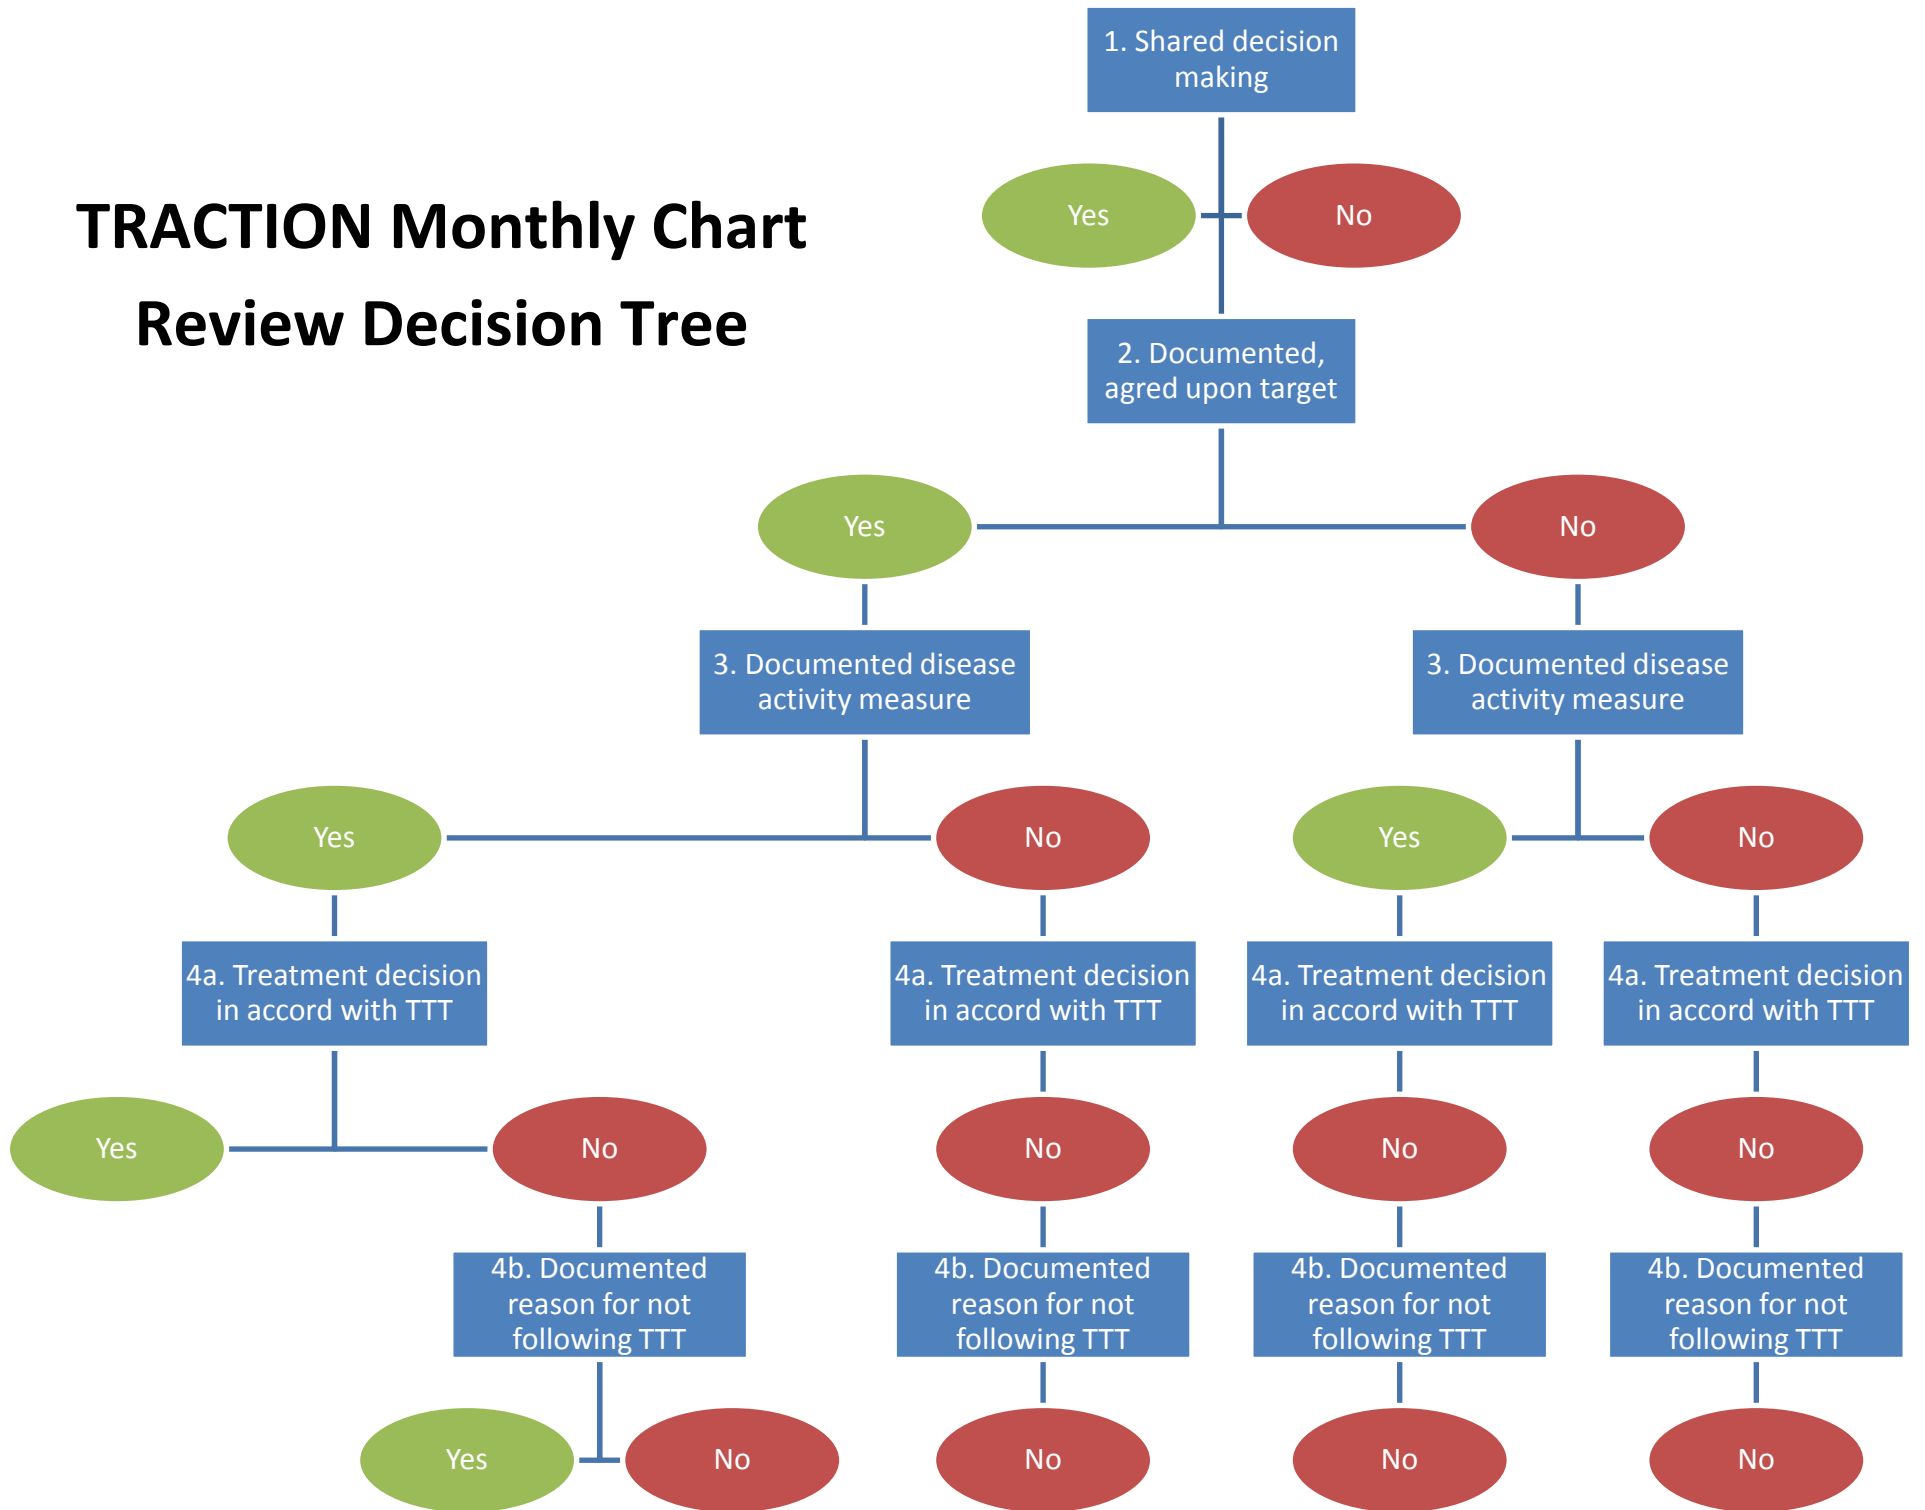 1. Shared decision
making
TRACTION Monthly Chart
Review Decision Tree
Yes
No
2. Documented,
agred upon target
Yes
No
3. Documented disease
activity measure
3. Documented disease
activity measure
Yes
No
Yes
No
4a. Treatment decision
in accord with TTT
4a. Treatment decision
in accord with TTT
4a. Treatment decision
in accord with TTT
4a. Treatment decision
in accord with TTT
Yes
No
No
No
No
4b. Documented
reason for not
following TTT
4b. Documented
reason for not
following TTT
4b. Documented
reason for not
following TTT
4b. Documented
reason for not
following TTT
Yes
No
No
No
No